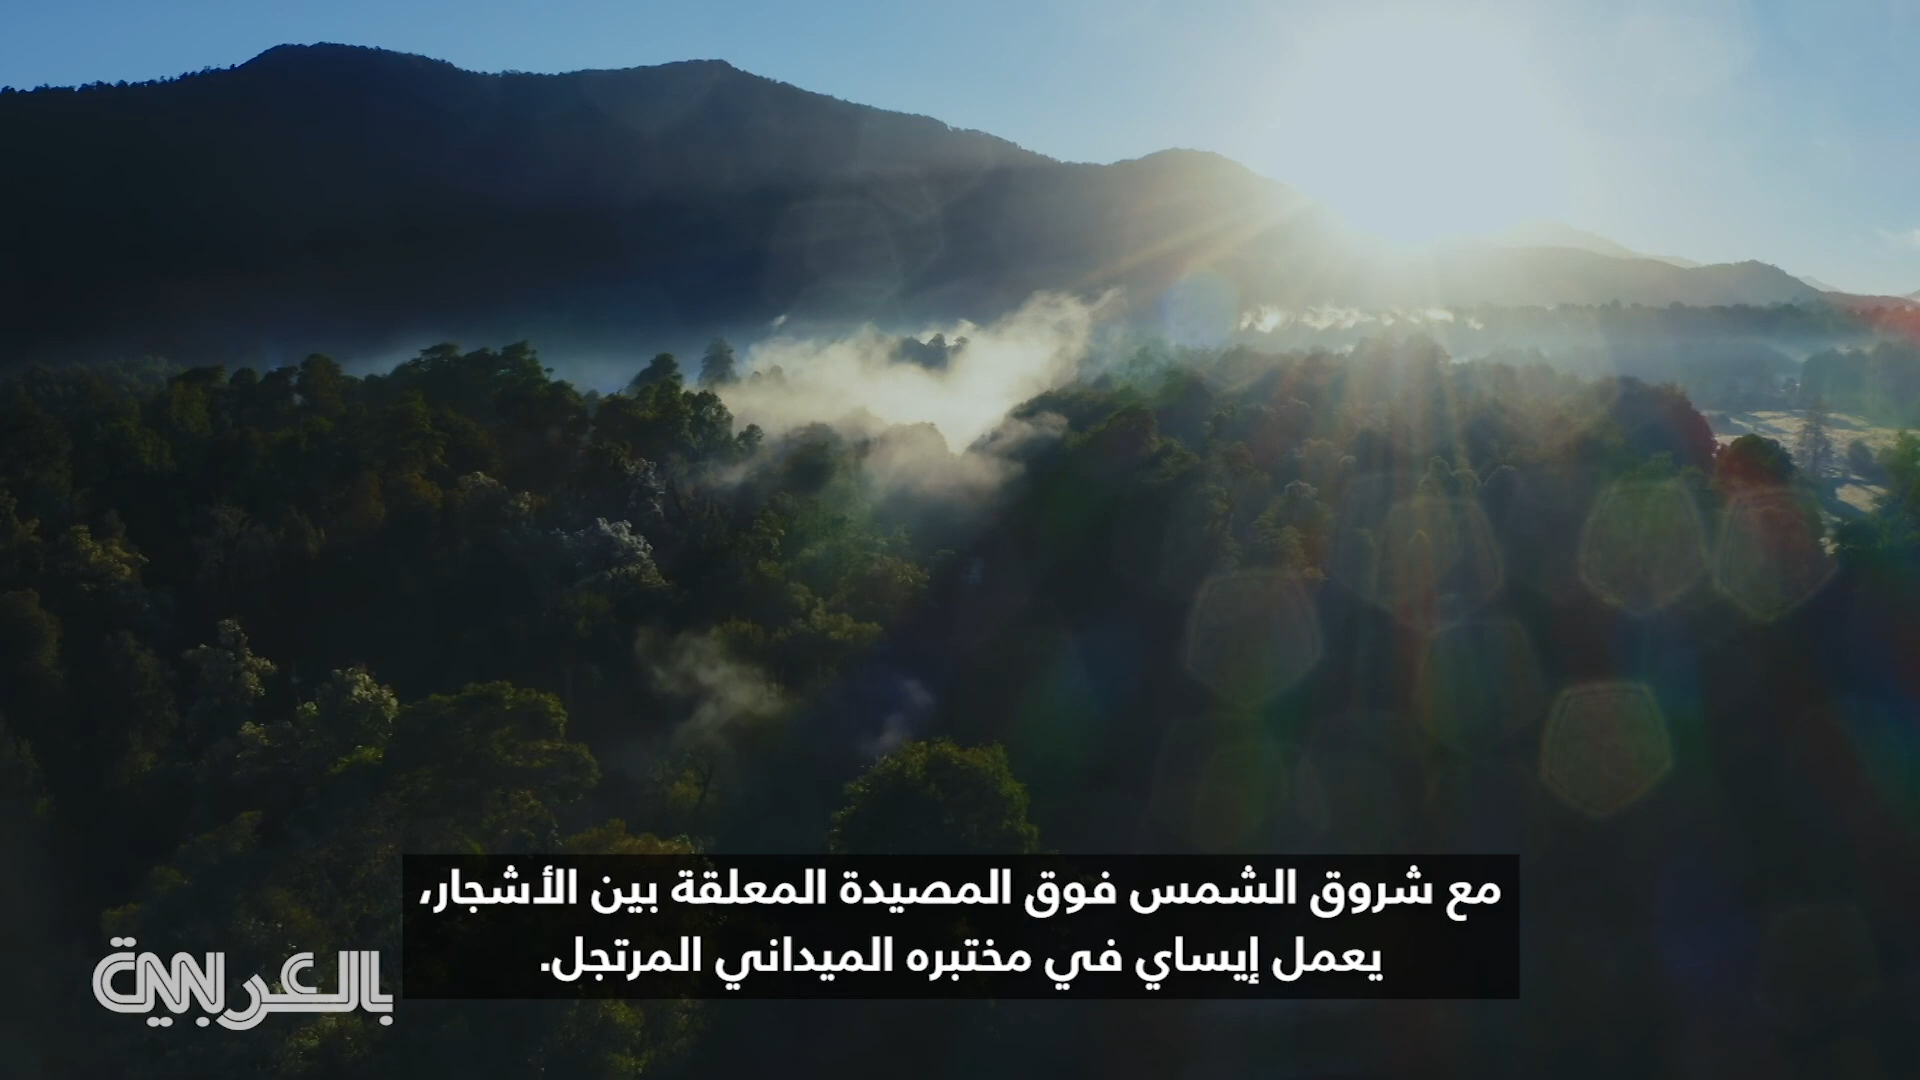 مع شروق الشمس فوق المصيدة المعلقة بين الأشجار،
يعمل إيساي في مختبره الميداني المرتجل.
CNN بالعربية